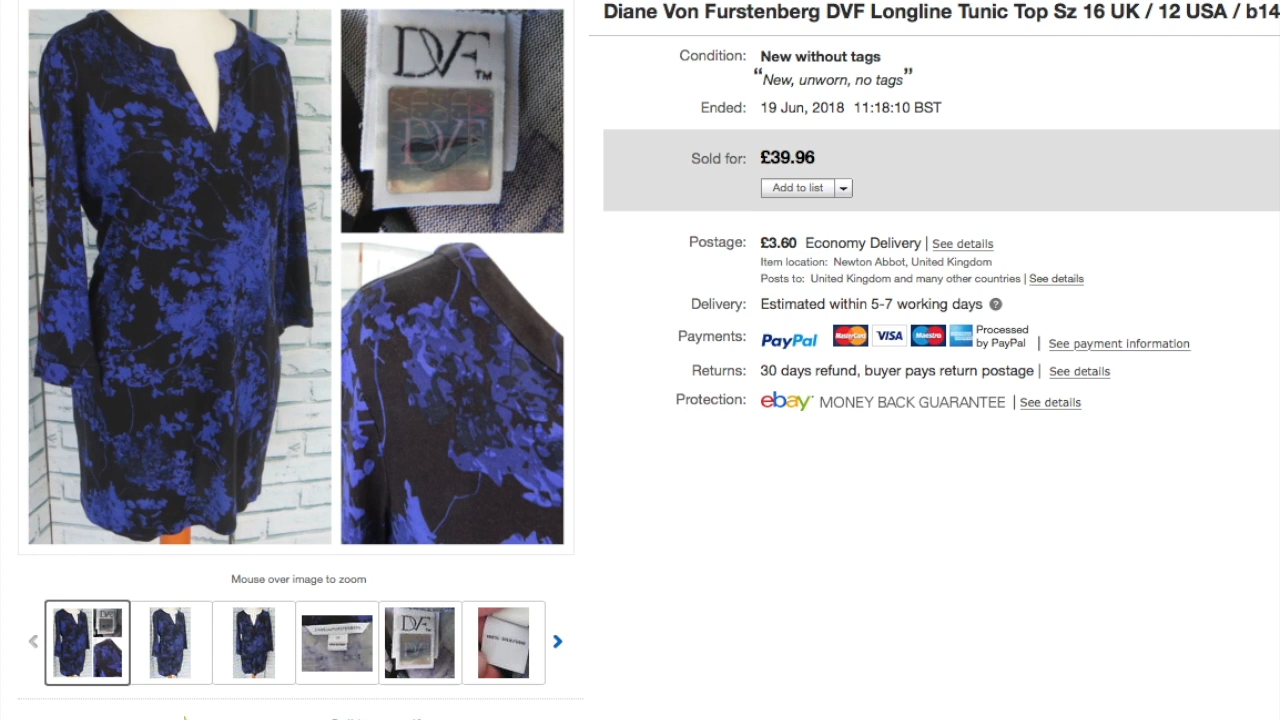 Diane Von Furstenberg DVF Longline Tunic Top Sz 16 UK / 12 USA / b14
Condition: New without tags
“New, unworn, no tags”
Ended: 19 Jun, 2018 11:18:10 BST
Sold for: £39.96
Add to list
Postage: £3.60 Economy Delivery | See details
Item location: Newton Abbot, United Kingdom
Posts to: United Kingdom and many other countries | See details
Delivery: Estimated within 5-7 working days ?
Payments: PayPal MasterCard VISA Maestro Processed by PayPal | See payment information
Returns: 30 days refund, buyer pays return postage | See details
Protection: ebay MONEY BACK GUARANTEE | See details
DVF™
DVF
Mouse over image to zoom
DVF